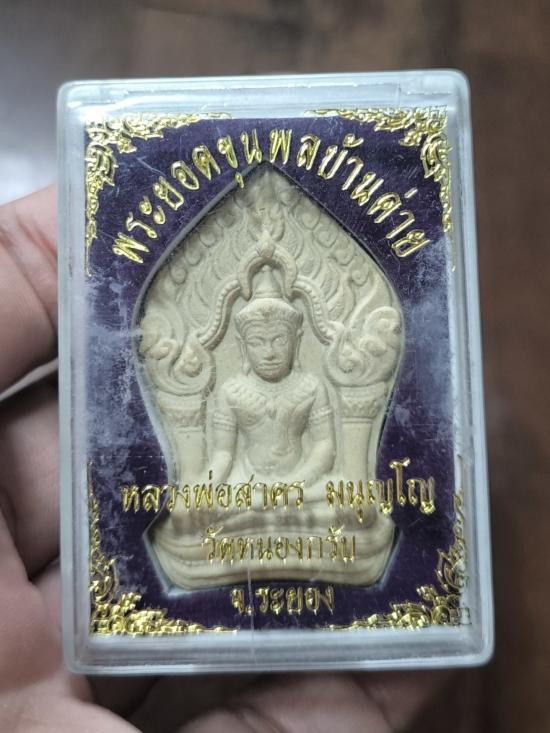 พระยอดขุนพลบ้านค่าย
หลวงพ่อสาคร มนุญฺโญ
วัดหนองกรับ
จ.ระยอง